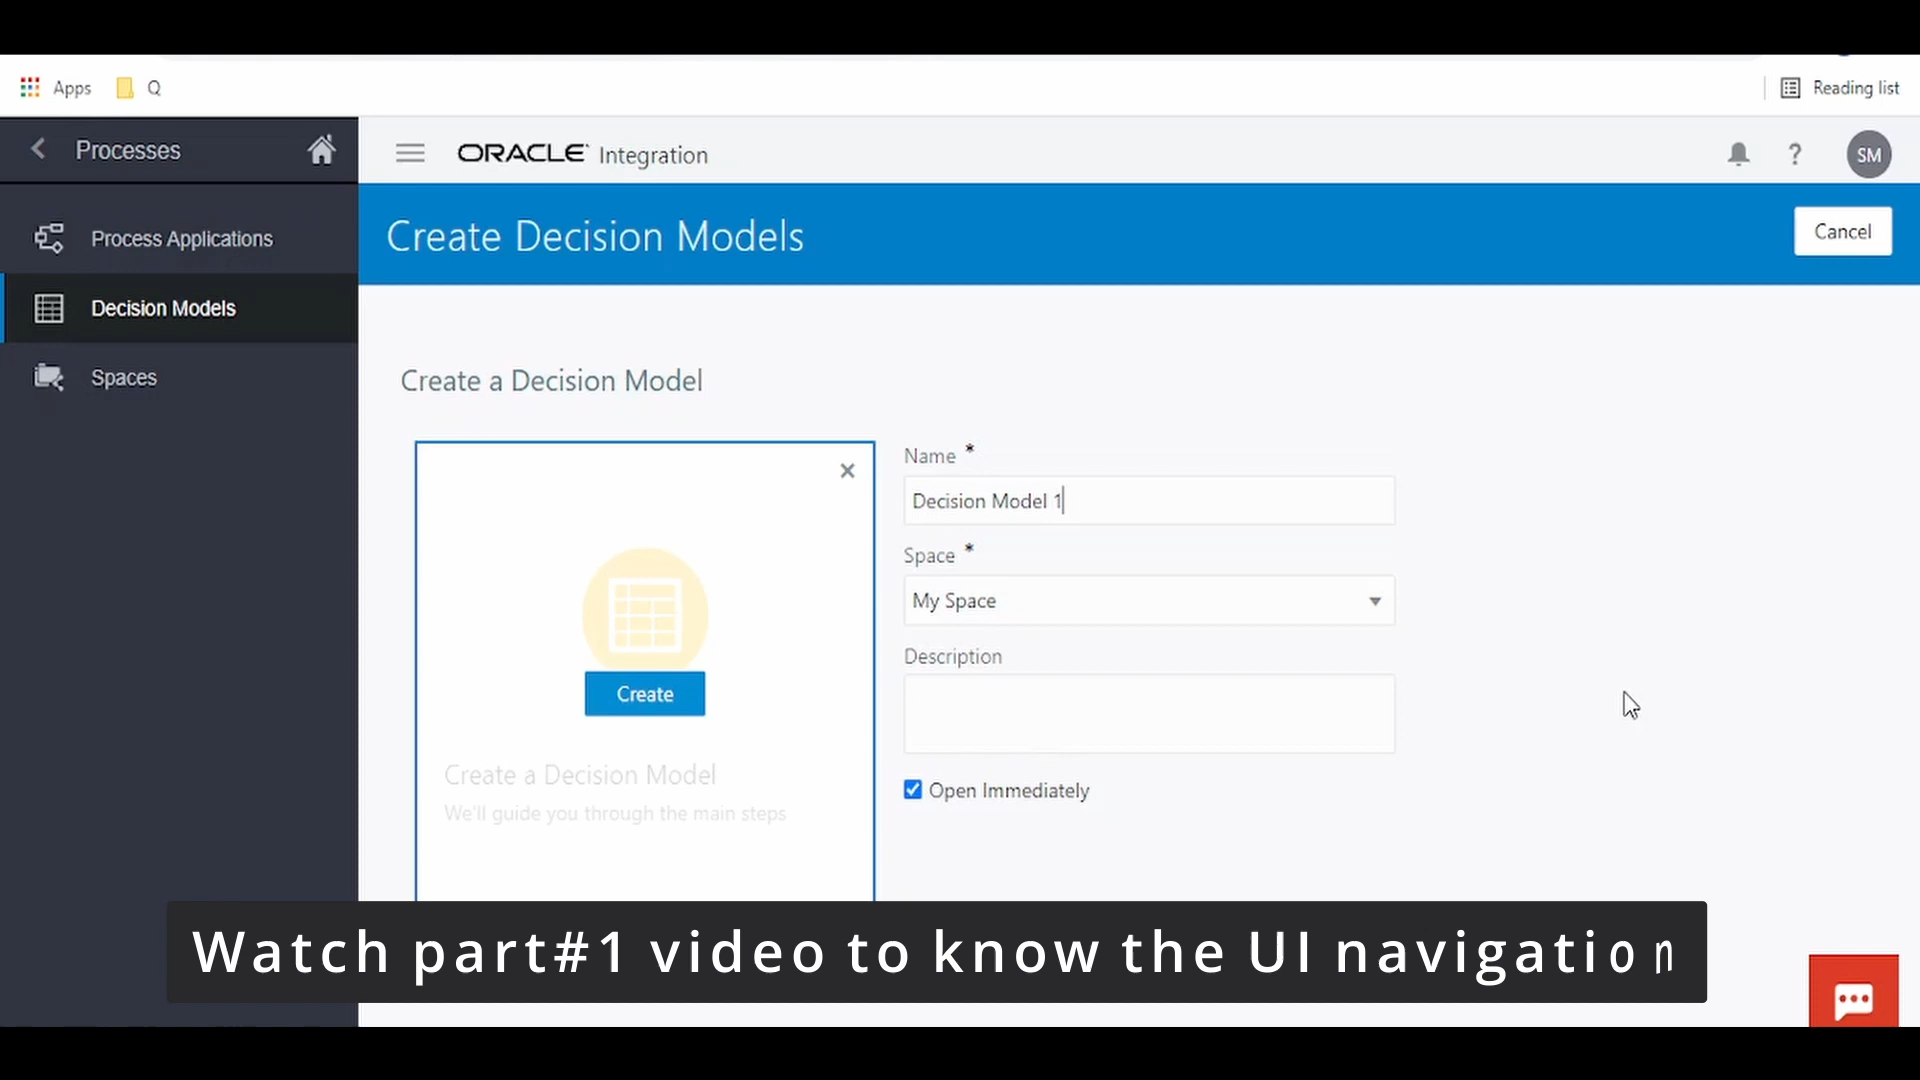 Apps
Q
Reading list
Processes
ORACLE Integration
?
SM
Process Applications
Decision Models
Spaces
Create Decision Models
Cancel
Create a Decision Model
Create
Create a Decision Model
We'll guide you through the main steps
Name *
Decision Model 1
Space *
My Space
Description
Open Immediately
Watch part#1 video to know the UI navigation